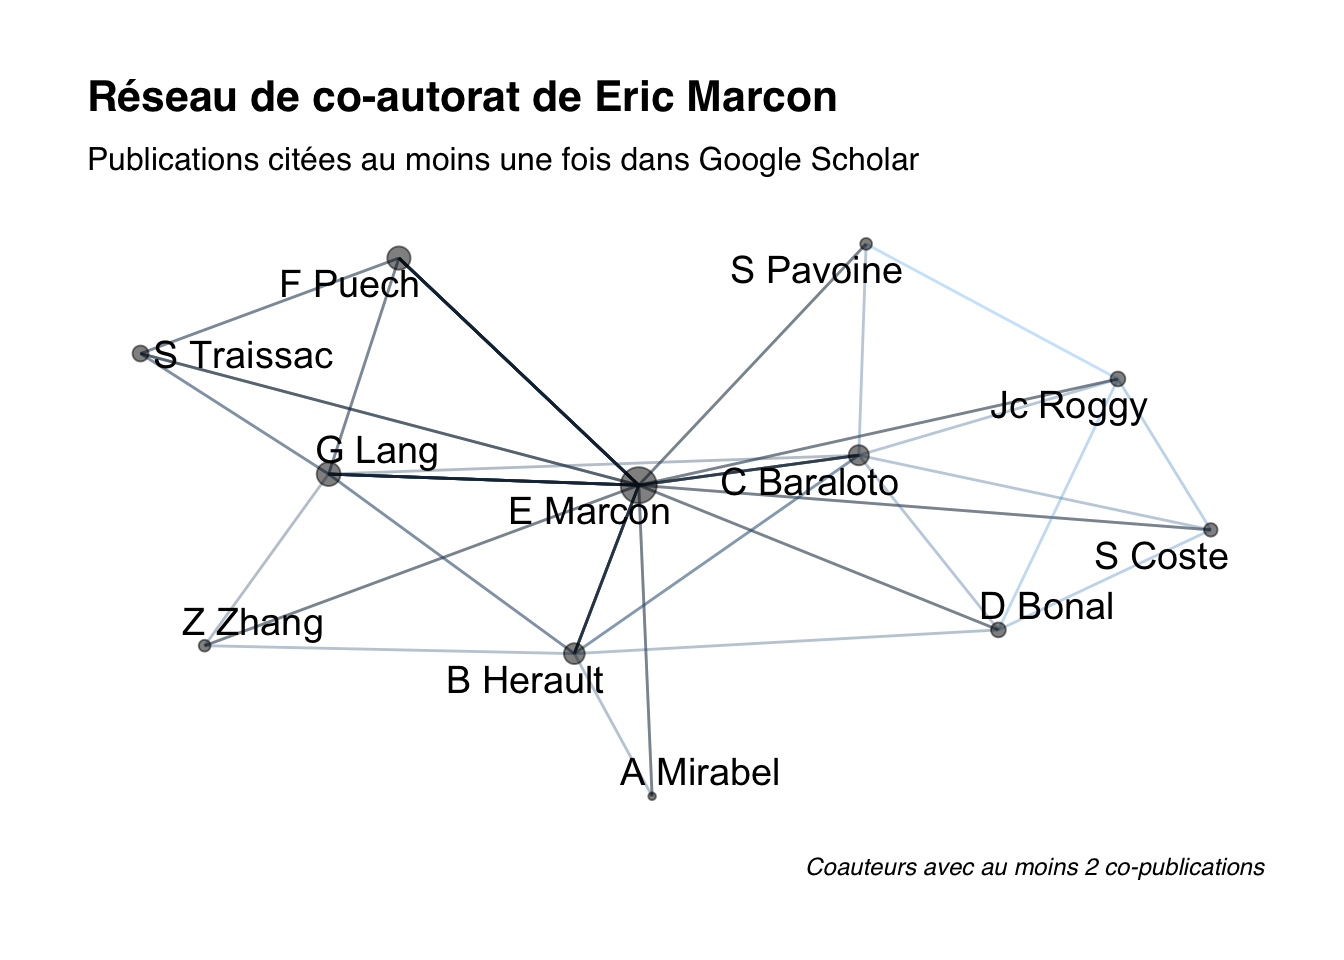 Réseau de co-autorat de Eric Marcon
Publications citées au moins une fois dans Google Scholar
S Pavoine
F Puech
S Traissac
Jc Roggy
G Lang
C Baraloto
E Marcon
S Coste
D Bonal
Z Zhang
B Herault
A Mirabel
Coauteurs avec au moins 2 co-publications